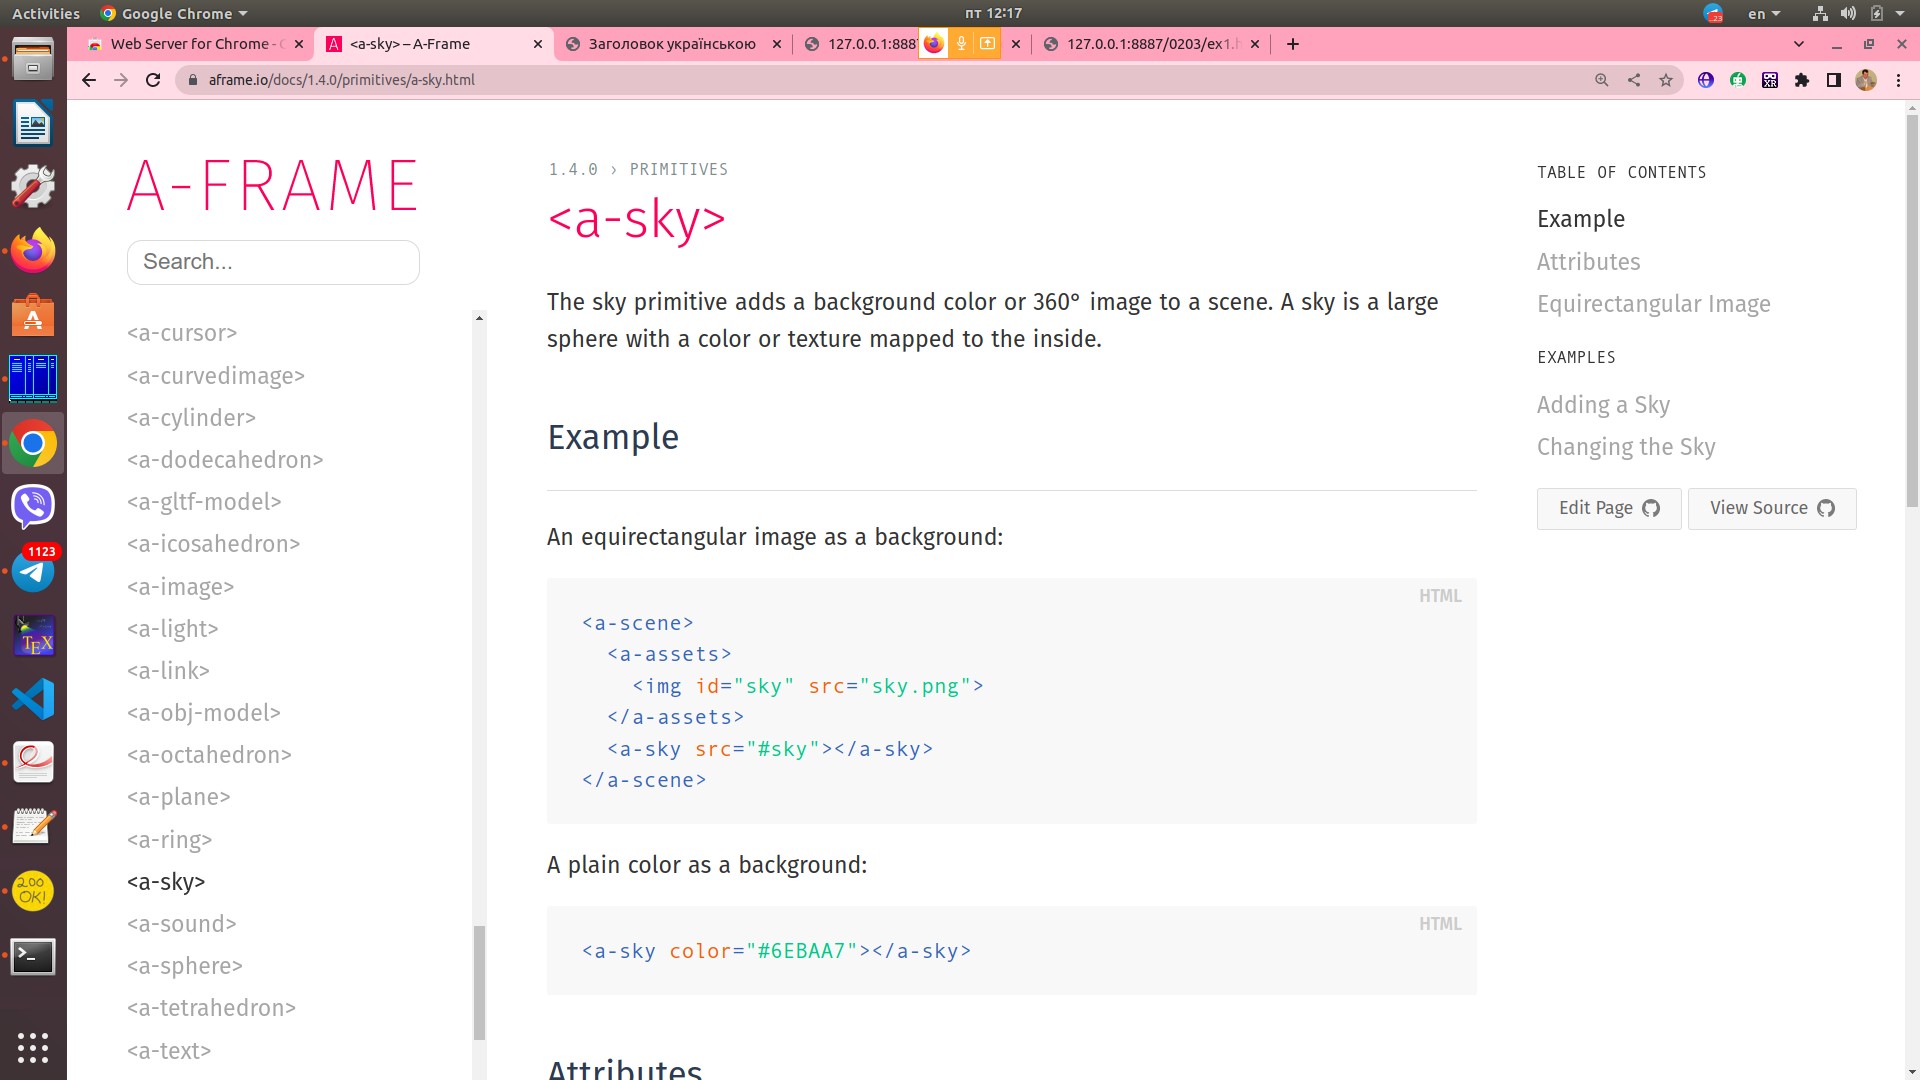 Activities
Google Chrome
пт 12:17
23
en
Web Server for Chrome -
<a-sky> – A-Frame
Заголовок українською
127.0.0.1:888
127.0.0.1:8887/0203/ex1.h
aframe.io/docs/1.4.0/primitives/a-sky.html
A-FRAME
Search...
<a-cursor>
<a-curvedimage>
<a-cylinder>
<a-dodecahedron>
<a-gltf-model>
<a-icosahedron>
<a-image>
<a-light>
<a-link>
<a-obj-model>
<a-octahedron>
<a-plane>
<a-ring>
<a-sky>
<a-sound>
<a-sphere>
<a-tetrahedron>
<a-text>
1.4.0 › PRIMITIVES
<a-sky>
The sky primitive adds a background color or 360° image to a scene. A sky is a large
sphere with a color or texture mapped to the inside.
Example
An equirectangular image as a background:
HTML
<a-scene>
<a-assets>
<img id="sky" src="sky.png">
</a-assets>
<a-sky src="#sky"></a-sky>
</a-scene>
A plain color as a background:
HTML
<a-sky color="#6EBAA7"></a-sky>
Attributes
TABLE OF CONTENTS
Example
Attributes
Equirectangular Image
EXAMPLES
Adding a Sky
Changing the Sky
Edit Page
View Source
1123
TEX
200
OK!